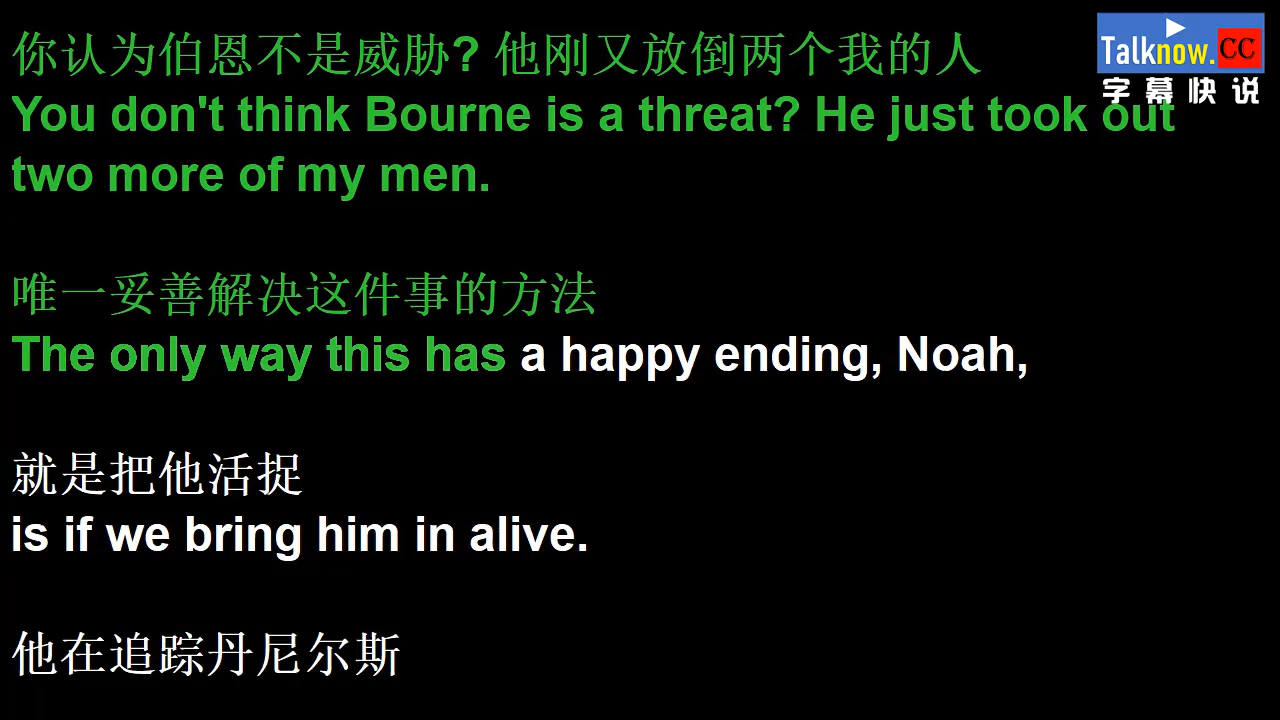 你认为伯恩不是威胁? 他刚又放倒两个我的人
Talknow.CC
字幕快说
You don't think Bourne is a threat? He just took out
two more of my men.
唯一妥善解决这件事的方法
The only way this has a happy ending, Noah,
就是把他活捉
is if we bring him in alive.
他在追踪丹尼尔斯